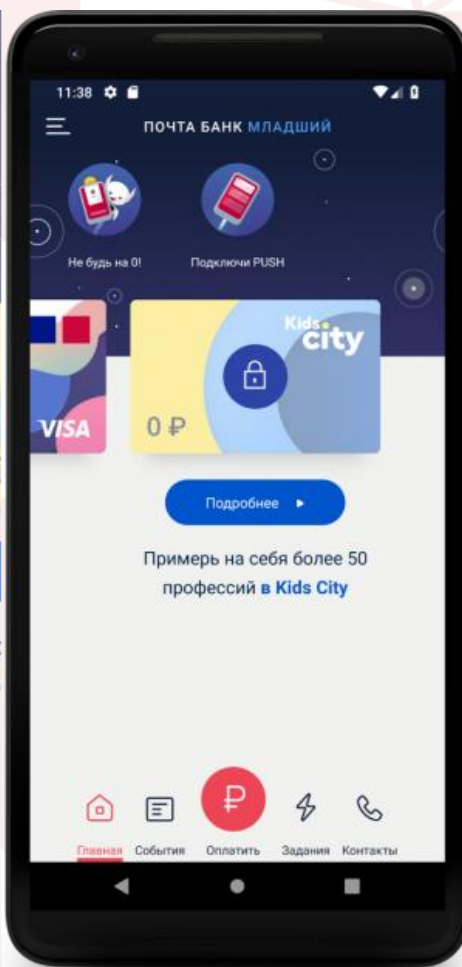 11:38
ПОЧТА БАНК МЛАДШИЙ
Не будь на 0!
Подключи PUSH
Kids
city
VISA
0 ₽
Подробнее
Примерь на себя более 50
профессий в Kids City
₽
Главная События Оплатить Задания Контакты